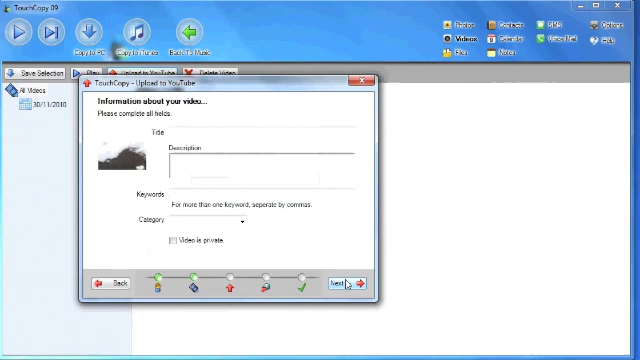 TouchCopy 09
Copy to PC
Copy to iTunes
Back To Music
Photos
Contacts
SMS
Options
Videos
Calendar
Voice Mail
Help
Files
Notes
Save Selection
Play
Upload to YouTube
Delete Video
All Videos
30/11/2010
TouchCopy - Upload to YouTube
Information about your video...
Please complete all fields.
Title
Description
Keywords
For more than one keyword, seperate by commas.
Category
Video is private.
Back
Next